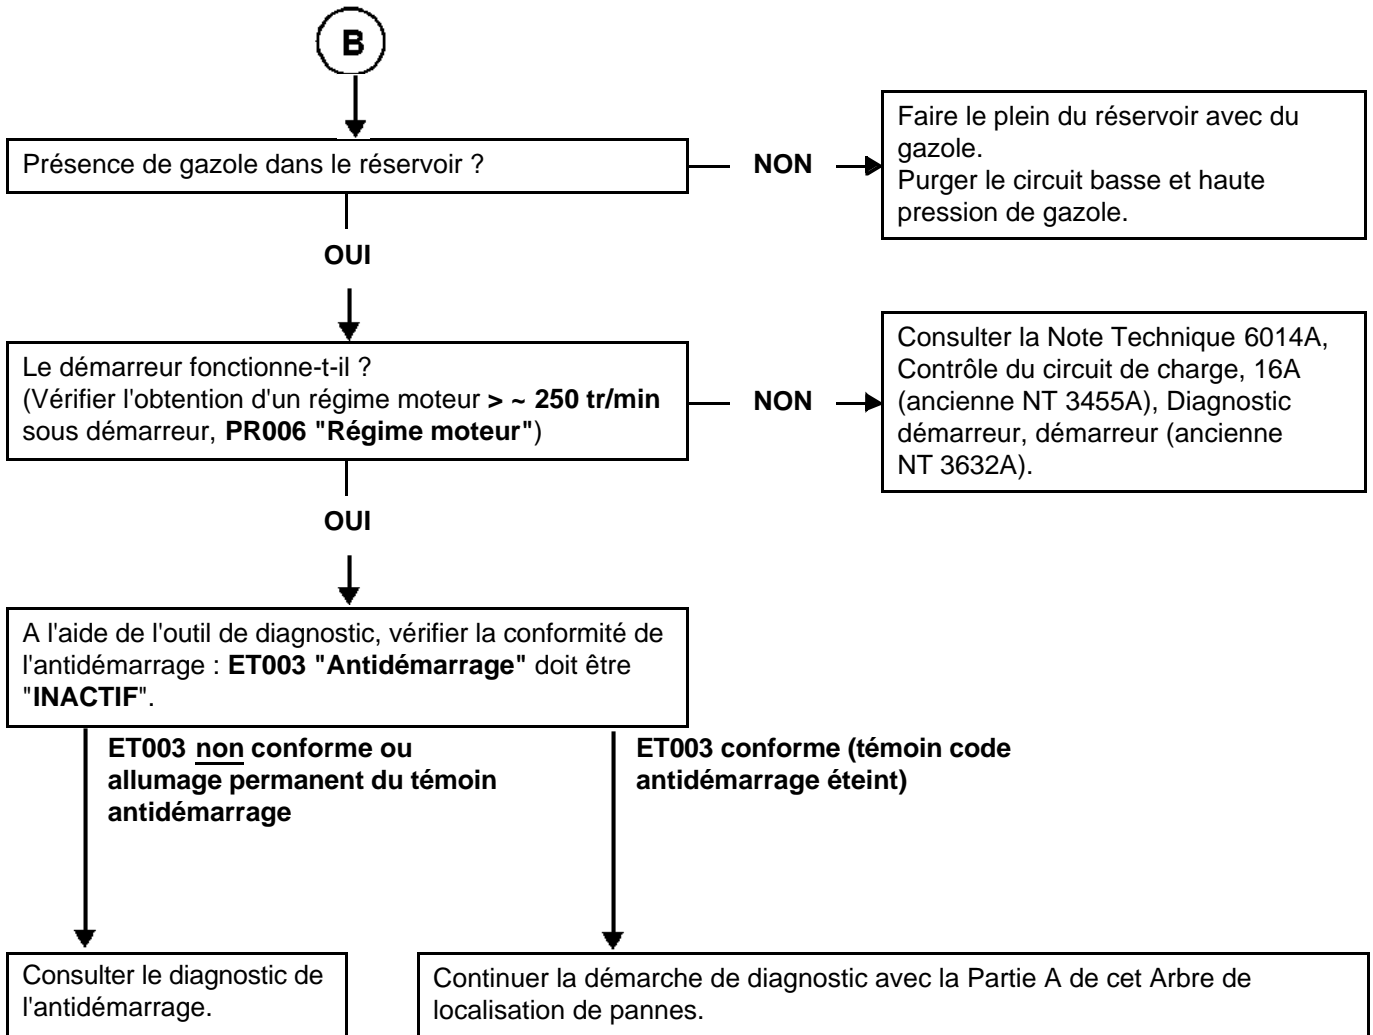 B
Présence de gazole dans le réservoir ?
NON
Faire le plein du réservoir avec du
gazole.
Purger le circuit basse et haute
pression de gazole.
OUI
Le démarreur fonctionne-t-il ?
(Vérifier l'obtention d'un régime moteur > ~ 250 tr/min
sous démarreur, PR006 "Régime moteur")
NON
Consulter la Note Technique 6014A,
Contrôle du circuit de charge, 16A
(ancienne NT 3455A), Diagnostic
démarreur, démarreur (ancienne
NT 3632A).
OUI
A l'aide de l'outil de diagnostic, vérifier la conformité de
l'antidémarrage : ET003 "Antidémarrage" doit être
"INACTIF".
ET003 non conforme ou
allumage permanent du témoin
antidémarrage
ET003 conforme (témoin code
antidémarrage éteint)
Consulter le diagnostic de
l'antidémarrage.
Continuer la démarche de diagnostic avec la Partie A de cet Arbre de
localisation de pannes.